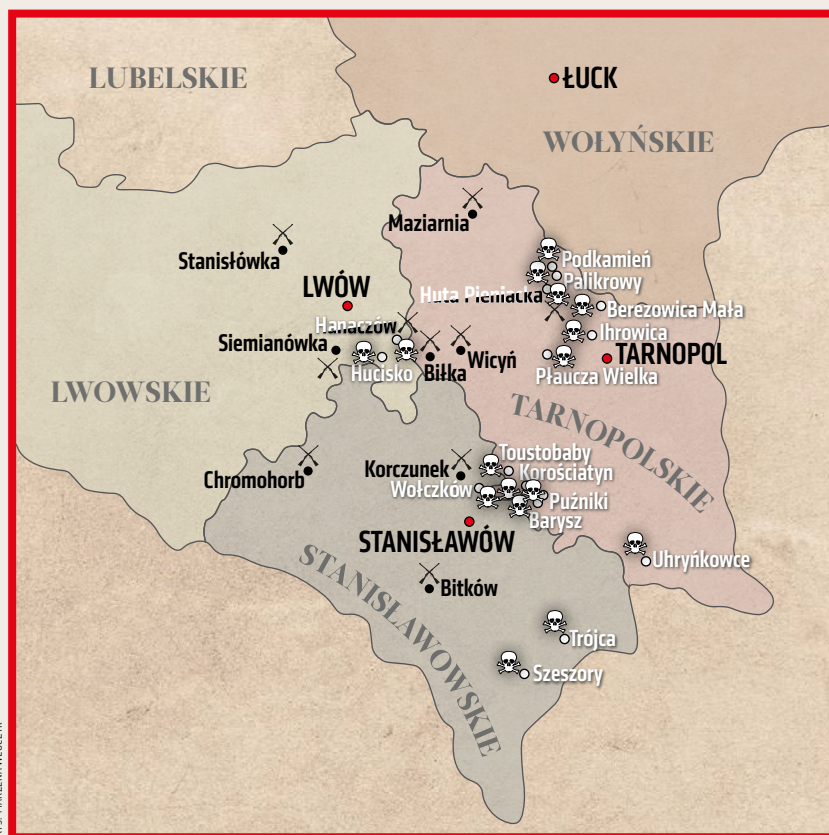 LUBELSKIE
ŁUCK
WOŁYŃSKIE
Maziarnia
Stanisłówka
Podkamień
Palikrowy
LWÓW
Huta Pieniacka
Berezowica Mała
Hanaczów
Ihrowica
Siemianówka
Wicyń
TARNOPOL
Hucisko
Biłka
Płaucza Wielka
LWOWSKIE
TARNOPOLSKIE
Toustobaby
Chromohorb
Korczunek
Korościatyn
Wołczków
Puźniki
Barysz
STANISŁAWÓW
Uhryńkowce
STANISŁAWOWSKIE
Bitków
Trójca
Szeszory